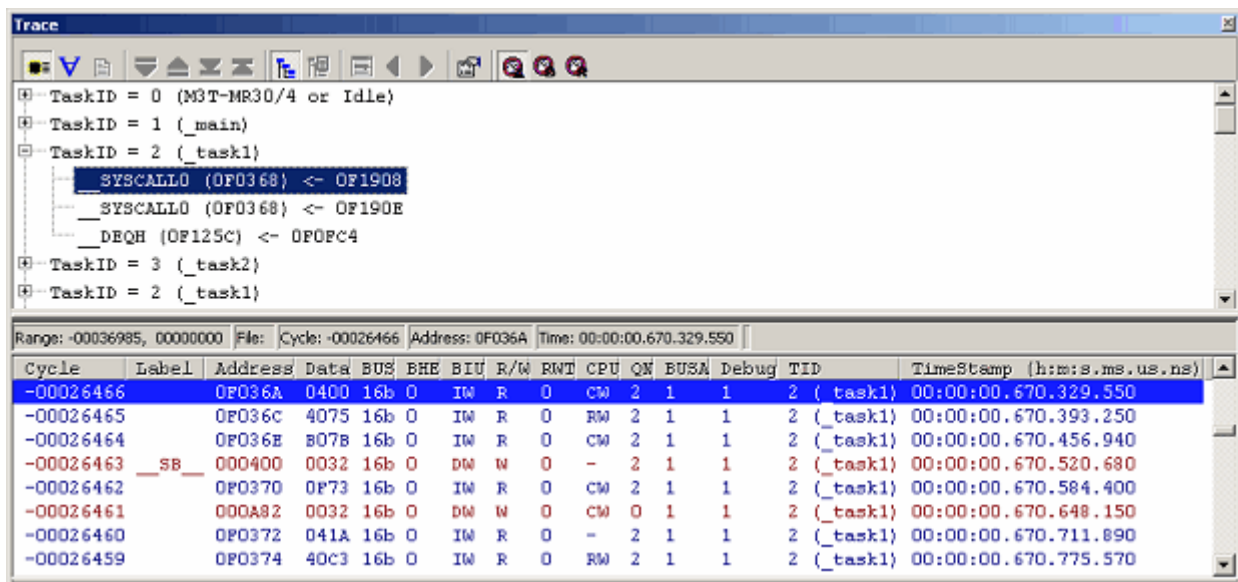 Trace
TaskID = 0 (M3T-MR30/4 or Idle)
TaskID = 1 (_main)
TaskID = 2 (_task1)
__SYSCALL0 (0F0368) <- 0F1908
__SYSCALL0 (0F0368) <- 0F190E
__DEQH (0F125C) <- 0F0FC4
TaskID = 3 (_task2)
TaskID = 2 (_task1)
Range: -00036985, 00000000 File: Cycle: -00026466 Address: 0F036A Time: 00:00:00.670.329.550
Cycle Label Address Data BUS BHE BIU R/W RWT CPU QN BUSA Debug TID TimeStamp (h:m:s.ms.us.ns)
-00026466 0F036A 0400 16b 0 IW R 0 CW 2 1 1 2 (_task1) 00:00:00.670.329.550
-00026465 0F036C 4075 16b 0 IW R 0 RW 2 1 1 2 (_task1) 00:00:00.670.393.250
-00026464 0F036E B07B 16b 0 IW R 0 CW 2 1 1 2 (_task1) 00:00:00.670.456.940
-00026463 __SB__ 000400 0032 16b 0 DW W 0 - 2 1 1 2 (_task1) 00:00:00.670.520.680
-00026462 0F0370 0F73 16b 0 IW R 0 CW 2 1 1 2 (_task1) 00:00:00.670.584.400
-00026461 000A82 0032 16b 0 DW W 0 CW 0 1 1 2 (_task1) 00:00:00.670.648.150
-00026460 0F0372 041A 16b 0 IW R 0 - 2 1 1 2 (_task1) 00:00:00.670.711.890
-00026459 0F0374 40C3 16b 0 IW R 0 RW 2 1 1 2 (_task1) 00:00:00.670.775.570